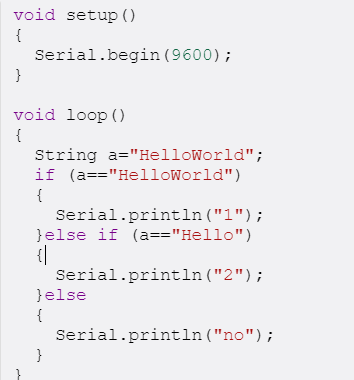 void setup()
{
  Serial.begin(9600);
}

void loop()
{
  String a="HelloWorld";
  if (a=="HelloWorld")
  {
    Serial.println("1");
  }else if (a=="Hello")
  {
    Serial.println("2");
  }else
  {
    Serial.println("no");
  }
}